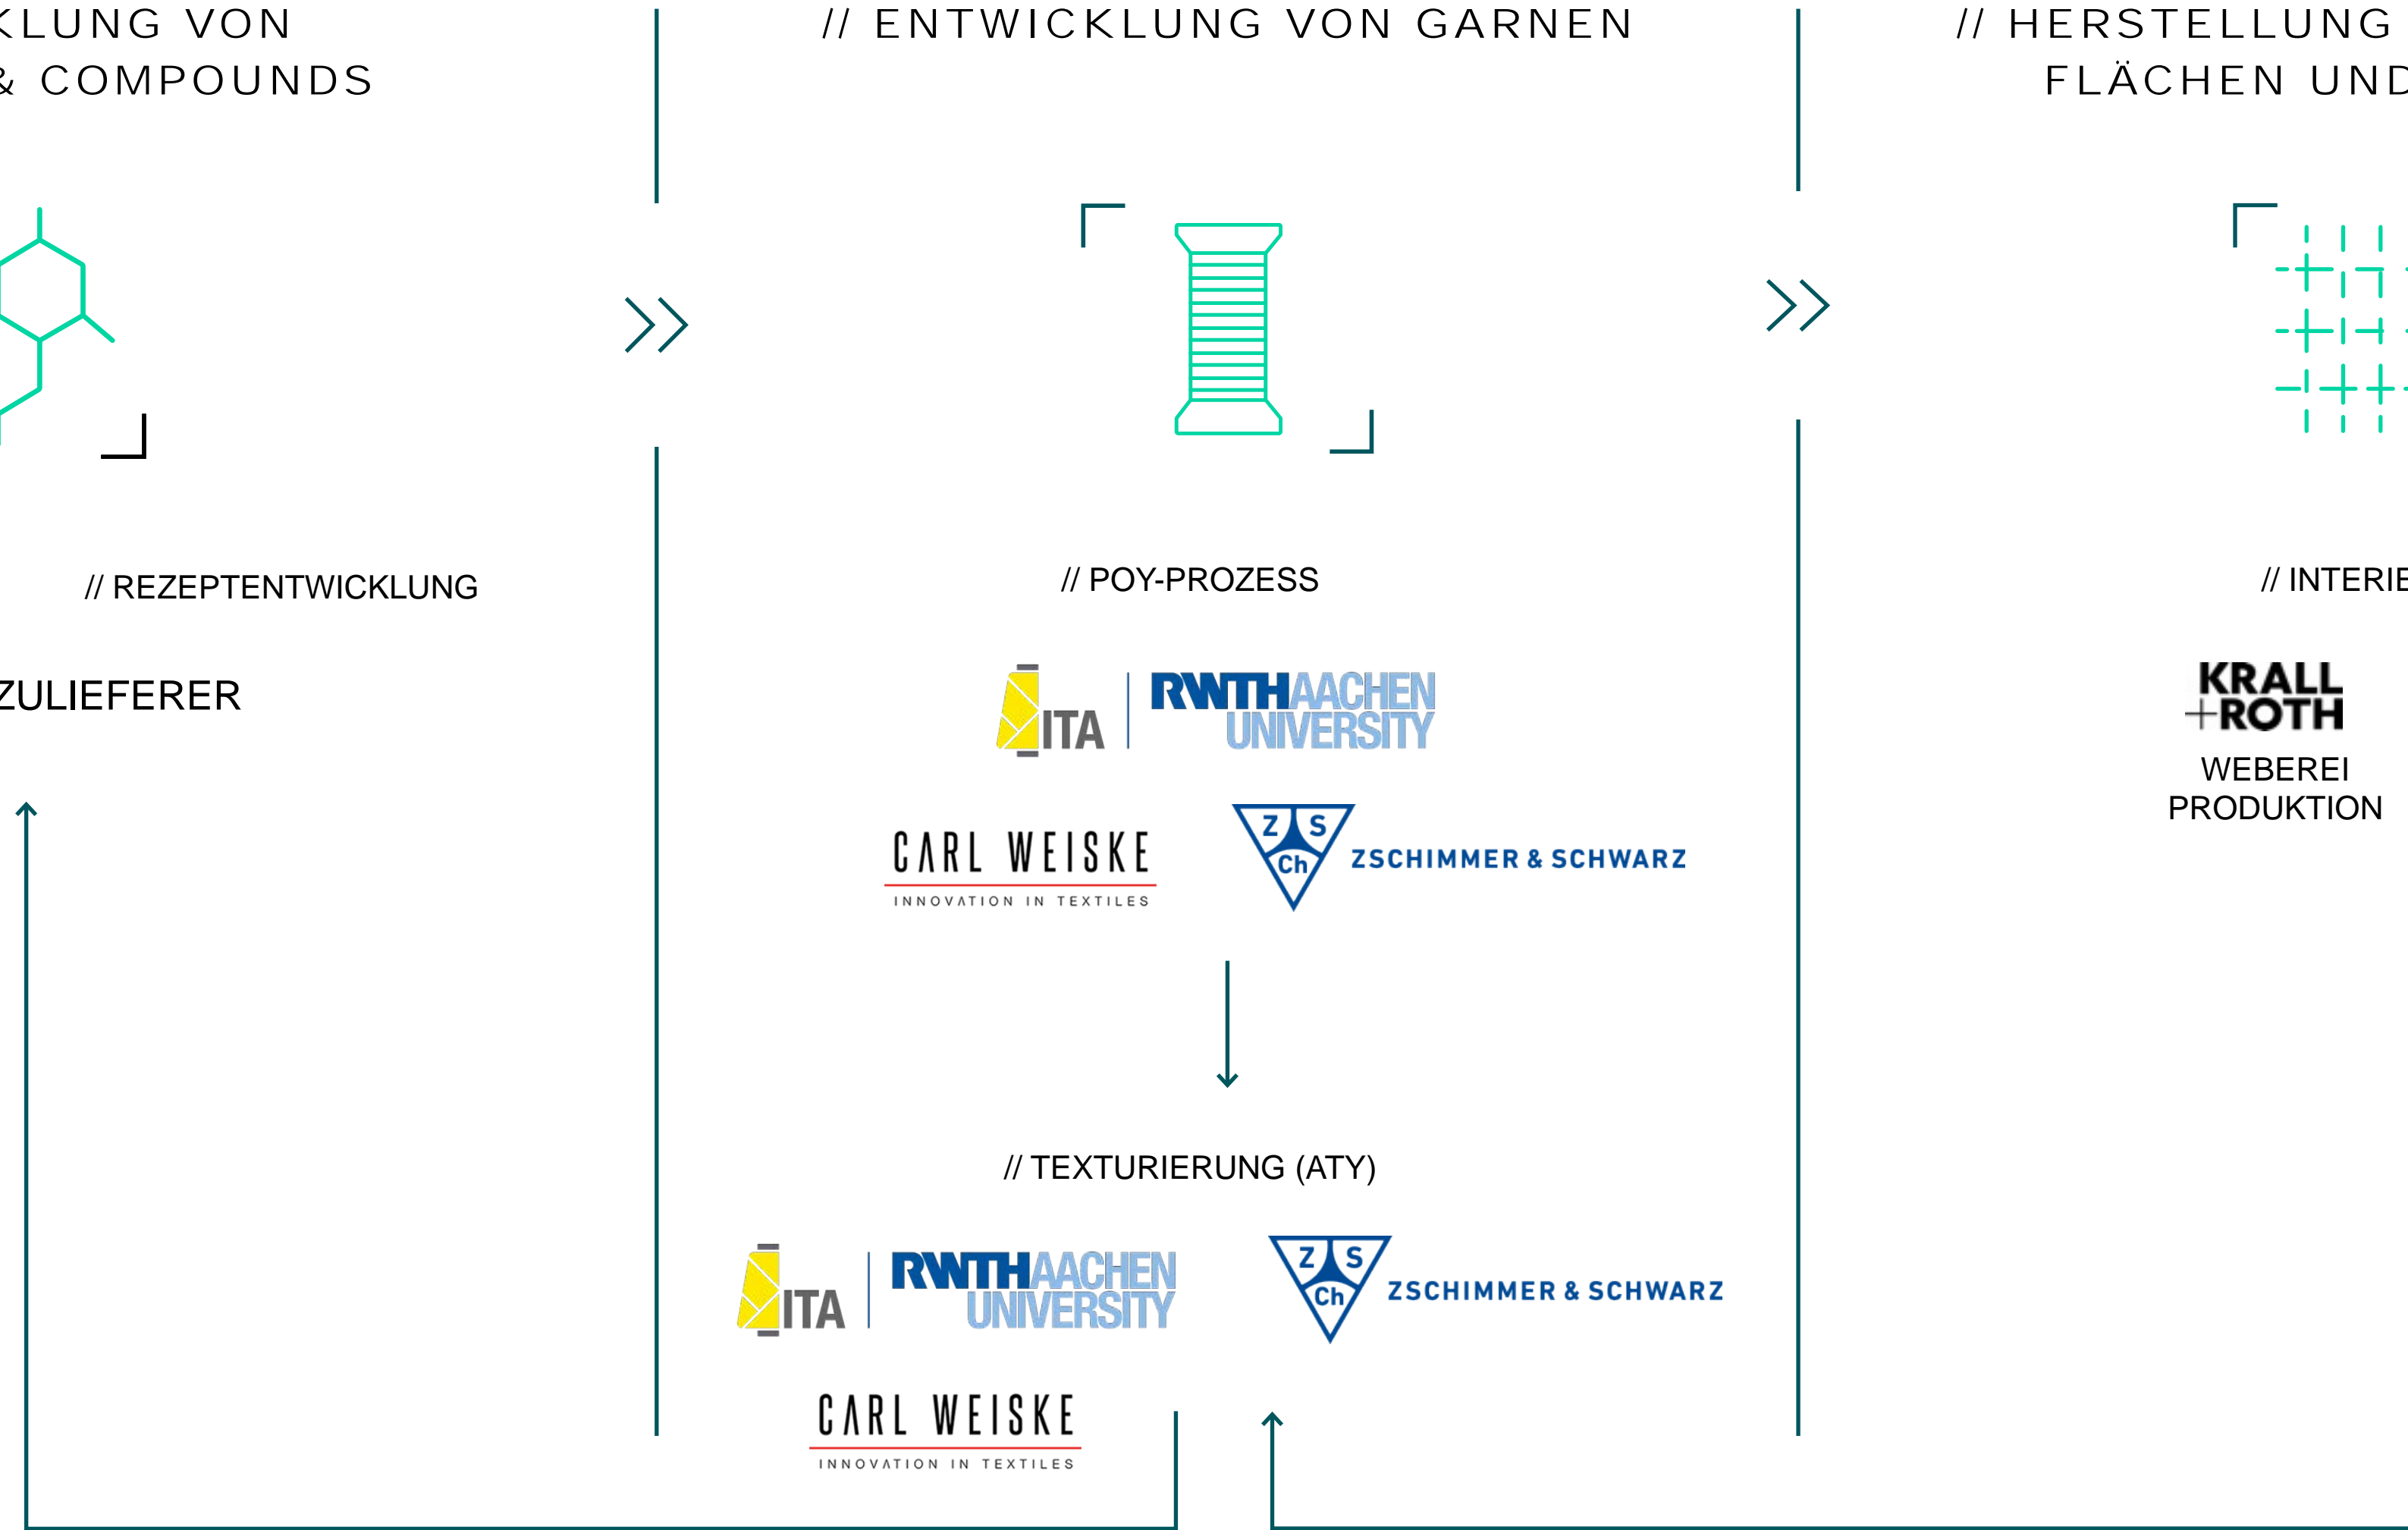 KLUNG VON
& COMPOUNDS
// REZEPTENTWICKLUNG
ZULIEFERER
// ENTWICKLUNG VON GARNEN
// POY-PROZESS
ITA RWTHAACHEN
UNIVERSITY
CARL WEISKE
INNOVATION IN TEXTILES
Z S
Ch
ZSCHIMMER & SCHWARZ
// TEXTURIERUNG (ATY)
ITA RWTHAACHEN
UNIVERSITY
Z S
Ch
ZSCHIMMER & SCHWARZ
CARL WEISKE
INNOVATION IN TEXTILES
// HERSTELLUNG
FLÄCHEN UND
// INTERIE
KRALL
+ROTH
WEBEREI
PRODUKTION